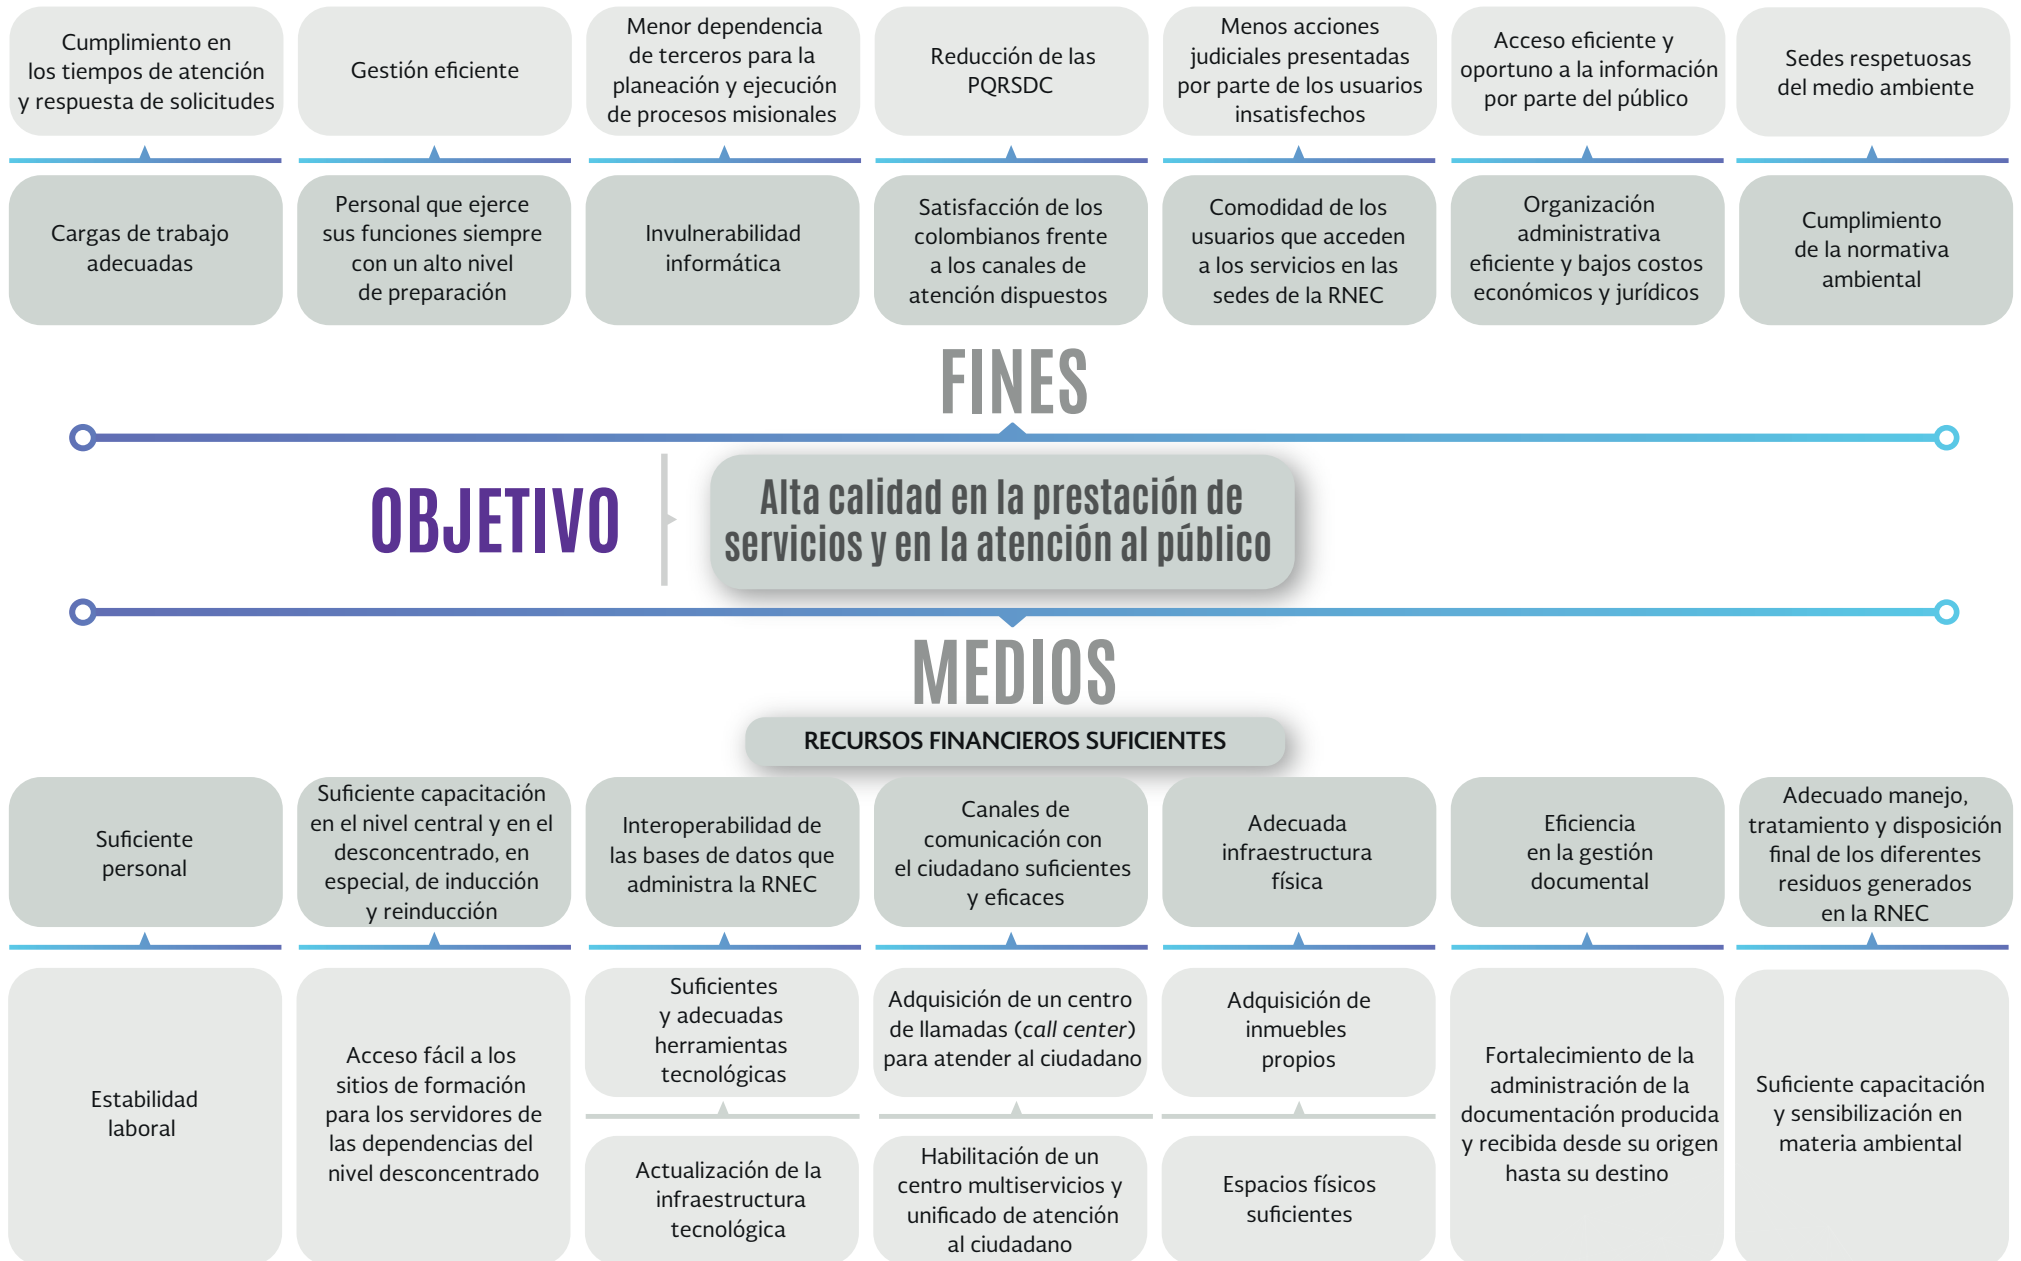 Cumplimiento en
los tiempos de atención
y respuesta de solicitudes
Gestión eficiente
Menor dependencia
de terceros para la
planeación y ejecución
de procesos misionales
Reducción de las
PQRSDC
Menos acciones
judiciales presentadas
por parte de los usuarios
insatisfechos
Acceso eficiente y
oportuno a la información
por parte del público
Sedes respetuosas
del medio ambiente
Cargas de trabajo
adecuadas
Personal que ejerce
sus funciones siempre
con un alto nivel
de preparación
Invulnerabilidad
informática
Satisfacción de los
colombianos frente
a los canales de
atención dispuestos
Comodidad de los
usuarios que acceden
a los servicios en las
sedes de la RNEC
Organización
administrativa
eficiente y bajos costos
económicos y jurídicos
Cumplimiento
de la normativa
ambiental
FINES
OBJETIVO
Alta calidad en la prestación de
servicios y en la atención al público
MEDIOS
RECURSOS FINANCIEROS SUFICIENTES
Suficiente
personal
Suficiente capacitación
en el nivel central y en el
desconcentrado, en
especial, de inducción
y reinducción
Interoperabilidad de
las bases de datos que
administra la RNEC
Canales de
comunicación con
el ciudadano suficientes
y eficaces
Adecuada
infraestructura
física
Eficiencia
en la gestión
documental
Adecuado manejo,
tratamiento y disposición
final de los diferentes
residuos generados
en la RNEC
Estabilidad
laboral
Acceso fácil a los
sitios de formación
para los servidores de
las dependencias del
nivel desconcentrado
Suficientes
y adecuadas
herramientas
tecnológicas
Actualización de la
infraestructura
tecnológica
Adquisición de un centro
de llamadas (call center)
para atender al ciudadano
Habilitación de un
centro multiservicios y
unificado de atención
al ciudadano
Adquisición de
inmuebles
propios
Espacios físicos
suficientes
Fortalecimiento de la
administración de la
documentación producida
y recibida desde su origen
hasta su destino
Suficiente capacitación
y sensibilización en
materia ambiental